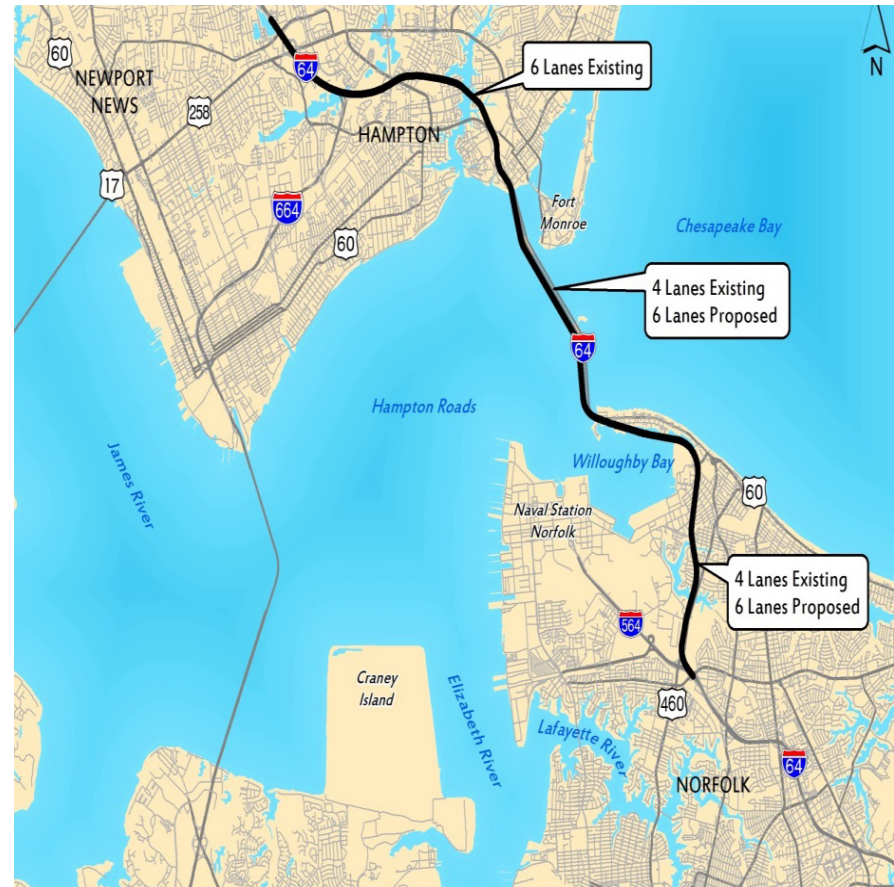 60
NEWPORT
NEWS
64
6 Lanes Existing
N
258
HAMPTON
17
664
60
Fort
Monroe
Chesapeake Bay
4 Lanes Existing
6 Lanes Proposed
64
Hampton Roads
James River
Willoughby Bay
60
Naval Station
Norfolk
4 Lanes Existing
6 Lanes Proposed
564
Craney
Island
Elizabeth River
460
Lafayette River
64
NORFOLK